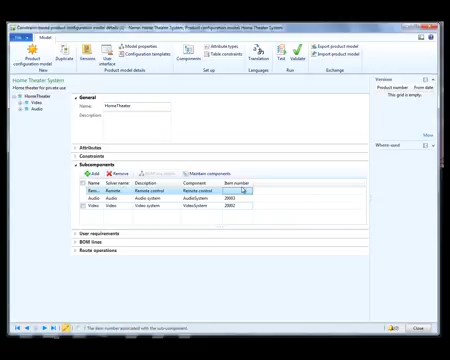 Constraint-based product configuration model details (1) - Name: Home Theater System, Product configuration model: Home Theater System
File
Model
Product configuration model
Duplicate
Versions
User interface
Model properties
Configuration templates
Components
Attribute types
Table constraints
Translation
Test
Validate
Export product model
Import product model
New
Product model details
Set up
Languages
Run
Exchange
Home Theater System
Home theater for private use
HomeTheater
Video
Audio
General
Name:
HomeTheater
Description:
Attributes
Constraints
Subcomponents
Add
Remove
Maintain components
Name
Solver name
Description
Component
Item number
Rem...
Remote
Remote control
Remote control
Audio
Audio
Audio system
AudioSystem
20003
Video
Video
Video system
VideoSystem
20002
User requirements
BOM lines
Route operations
Versions
Product number
From date
This grid is empty.
More
Where-used
The item number associated with the sub-component.
Close